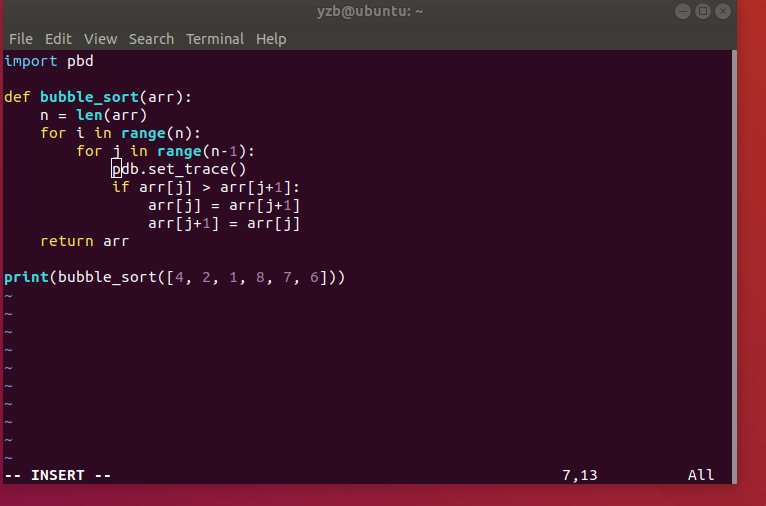 yzb@ubuntu: ~
File Edit View Search Terminal Help
import pbd
def bubble_sort(arr):
    n = len(arr)
    for i in range(n):
        for j in range(n-1):
            pdb.set_trace()
            if arr[j] > arr[j+1]:
                arr[j] = arr[j+1]
                arr[j+1] = arr[j]
    return arr
print(bubble_sort([4, 2, 1, 8, 7, 6]))
~
~
~
~
~
~
~
~
~
~
-- INSERT -- 7,13 All